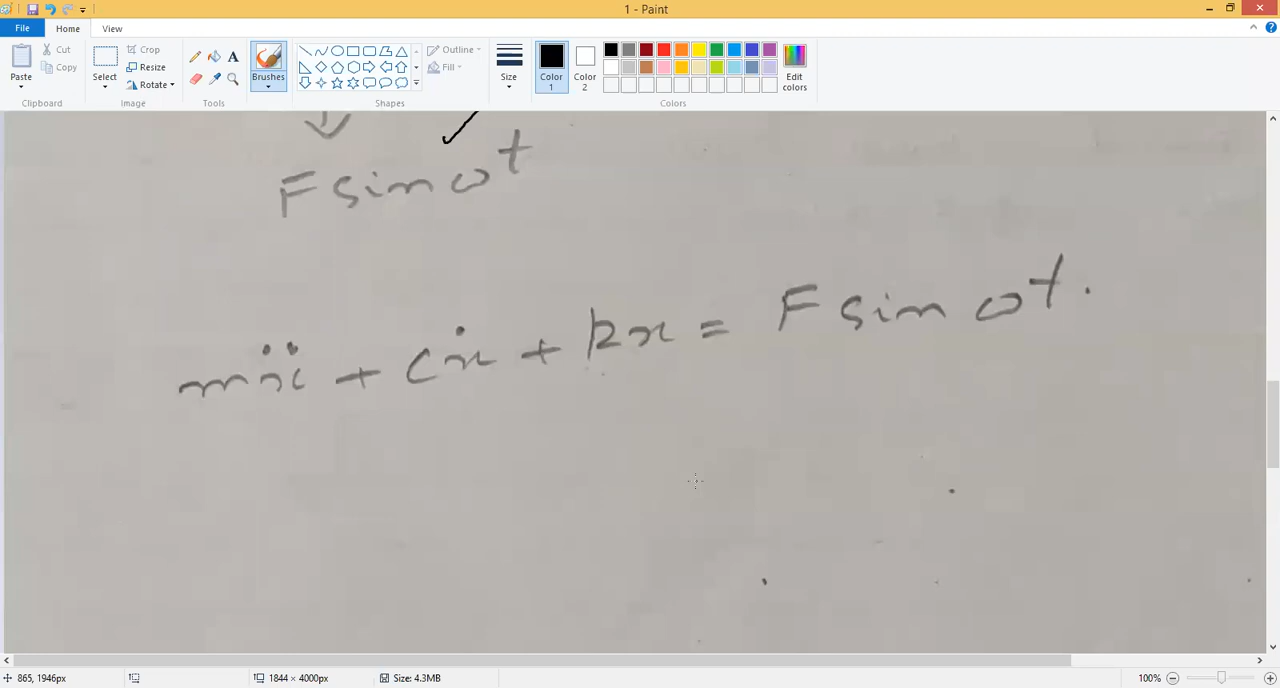 1 - Paint
File Home View
Paste Cut Copy Clipboard
Select Crop Resize Rotate Image
Tools
Brushes
Outline Fill Shapes
Size
Color 1 Color 2 Edit colors Colors
F sin ωt
mẍ + cẋ + kx = F sin ωt.
865, 1946px 1844 × 4000px Size: 4.3MB 100%